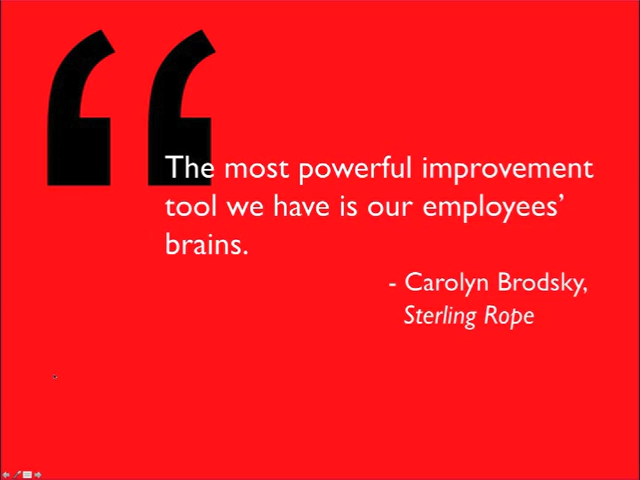 “
The most powerful improvement
tool we have is our employees’
brains.
- Carolyn Brodsky,
Sterling Rope